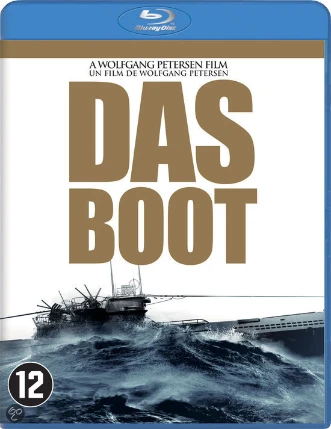 Blu-ray Disc
A WOLFGANG PETERSEN FILM
UN FILM DE WOLFGANG PETERSEN
DAS
BOOT
12